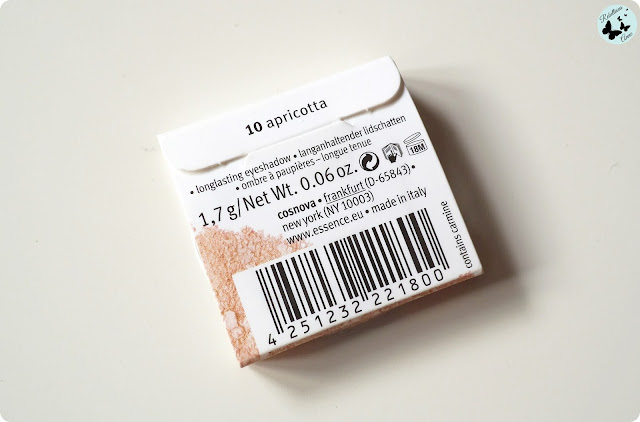 10 apricotta
• longlasting eyeshadow • langanhaltender lidschatten
• ombre à paupières – longue tenue
1,7 g/Net Wt. 0.06 oz.
18M
cosnova • frankfurt (D-65843) •
new york (NY 10003)
www.essence.eu • made in italy
contains carmine
4 251232 221800